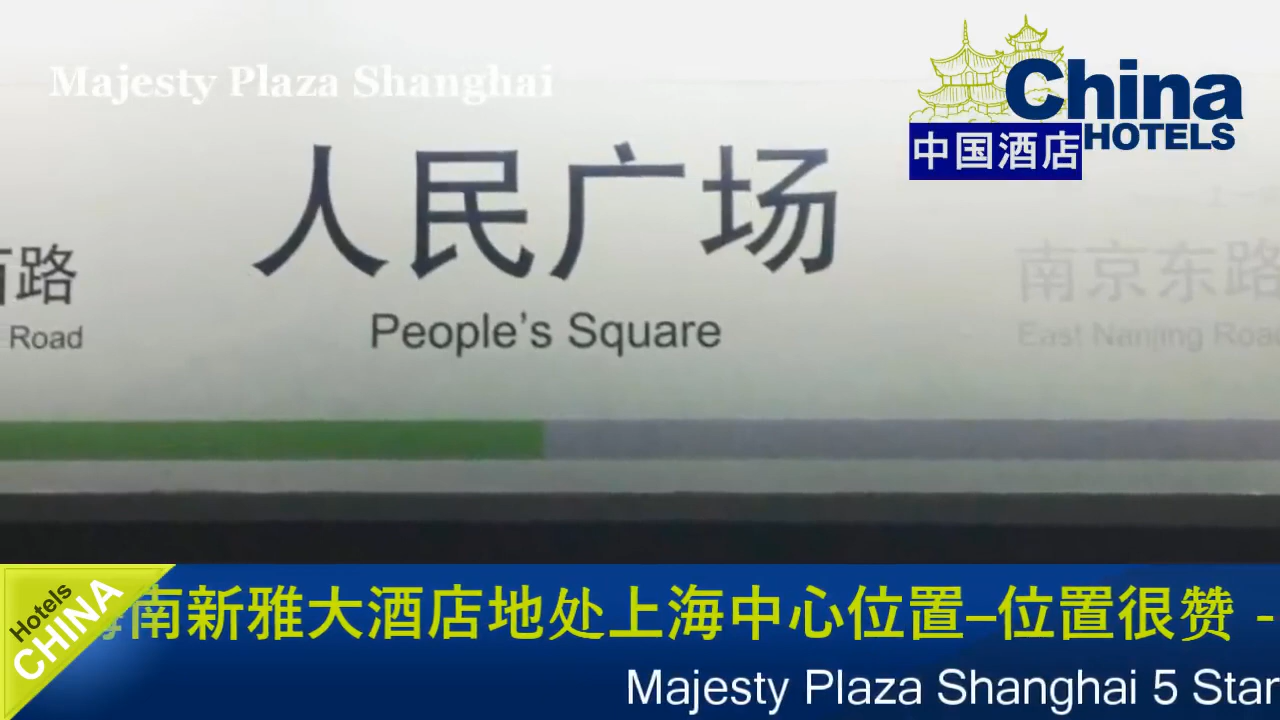 Majesty Plaza Shanghai
China
HOTELS
中国酒店
人民广场
People's Square
路
Road
南京东路
East Nanjing Road
Hotels
CHINA
南新雅大酒店地处上海中心位置–位置很赞 -
Majesty Plaza Shanghai 5 Star